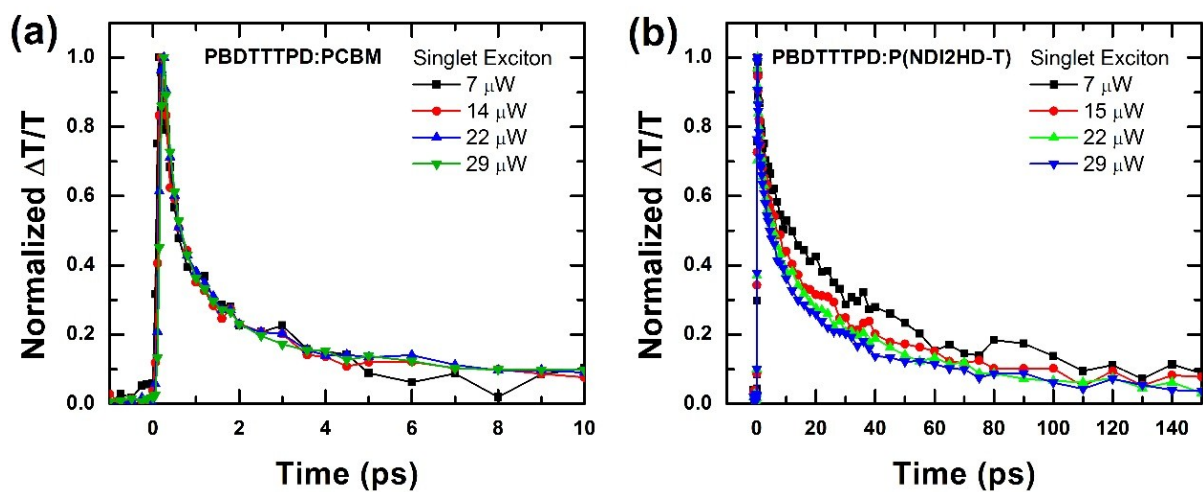 (a)
PBDTTTPD:PCBM
Singlet Exciton
7 μW
14 μW
22 μW
29 μW
Normalized ΔT/T
1.0
0.8
0.6
0.4
0.2
0.0
0 2 4 6 8 10
Time (ps)
(b)
PBDTTTPD:P(NDI2HD-T)
Singlet Exciton
7 μW
15 μW
22 μW
29 μW
Normalized ΔT/T
1.0
0.8
0.6
0.4
0.2
0.0
0 20 40 60 80 100 120 140
Time (ps)